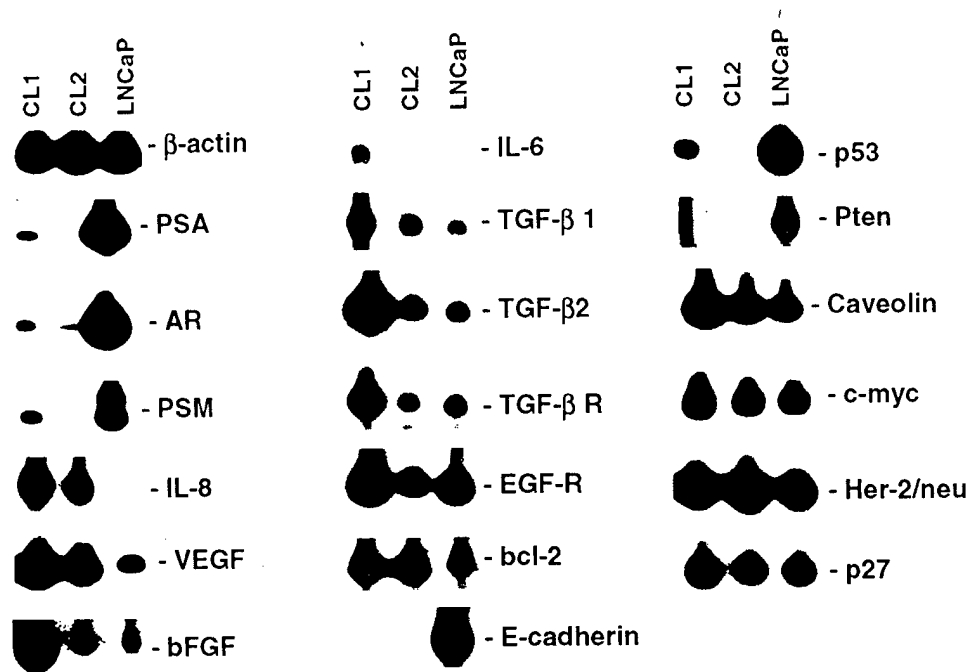 CL1
CL2
LNCaP
- β-actin
- PSA
- AR
- PSM
- IL-8
- VEGF
- bFGF
CL1
CL2
LNCaP
- IL-6
- TGF-β 1
- TGF-β2
- TGF-β R
- EGF-R
- bcl-2
- E-cadherin
CL1
CL2
LNCaP
- p53
- Pten
- Caveolin
- c-myc
- Her-2/neu
- p27